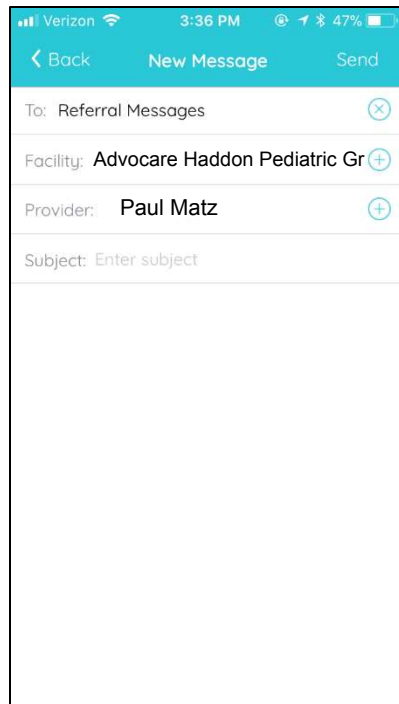 Verizon 3:36 PM 47%
Back New Message Send
To: Referral Messages
Facility: Advocare Haddon Pediatric Gr
Provider: Paul Matz
Subject: Enter subject